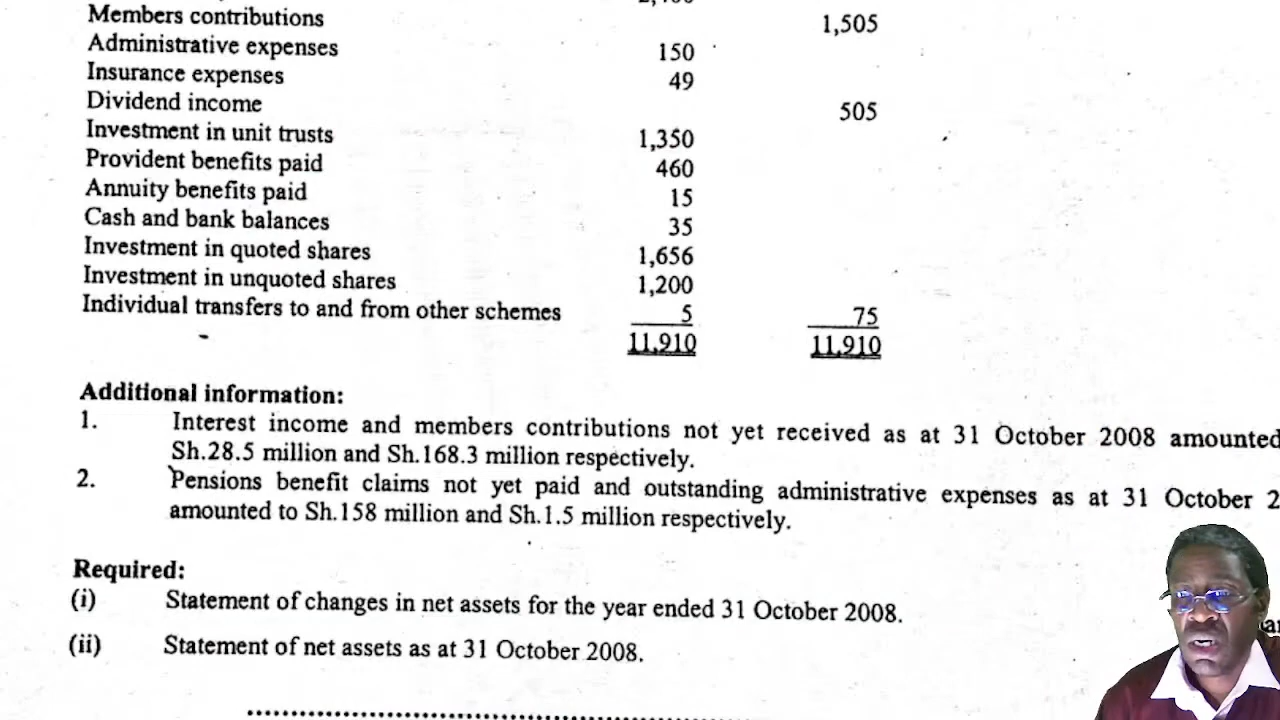 Members contributions 1,505
Administrative expenses 150
Insurance expenses 49
Dividend income 505
Investment in unit trusts 1,350
Provident benefits paid 460
Annuity benefits paid 15
Cash and bank balances 35
Investment in quoted shares 1,656
Investment in unquoted shares 1,200
Individual transfers to and from other schemes 5 75
11,910 11,910
Additional information:
1. Interest income and members contributions not yet received as at 31 October 2008 amounted
Sh.28.5 million and Sh.168.3 million respectively.
2. Pensions benefit claims not yet paid and outstanding administrative expenses as at 31 October 2
amounted to Sh.158 million and Sh.1.5 million respectively.
Required:
(i) Statement of changes in net assets for the year ended 31 October 2008.
(ii) Statement of net assets as at 31 October 2008.